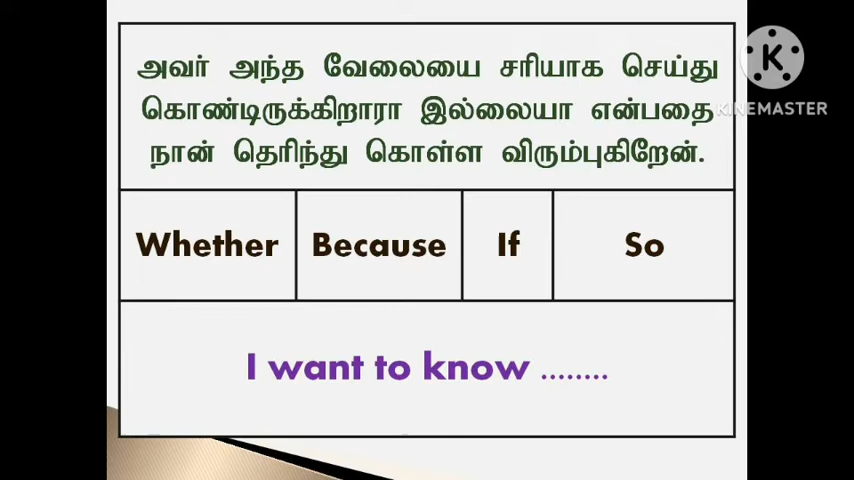 அவர் அந்த வேலையை சரியாக செய்து
கொண்டிருக்கிறாரா இல்லையா என்பதை
நான் தெரிந்து கொள்ள விரும்புகிறேன்.
K
KINEMASTER
Whether Because If So
I want to know ........